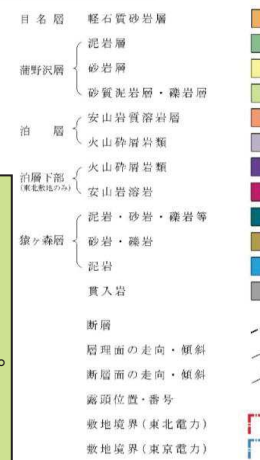 目名層 軽石質砂岩層
蒲野沢層 泥岩層
砂岩層
砂質泥岩層・礫岩層
泊層 安山岩質溶岩層
火山砕屑岩類
泊層下部 火山砕屑岩類
(東北敷地のみ) 安山岩溶岩
猿ヶ森層 泥岩・砂岩・礫岩等
砂岩・礫岩
泥岩
貫入岩
断層
層理面の走向・傾斜
断層面の走向・傾斜
露頭位置・番号
敷地境界(東北電力)
敷地境界(東京電力)
。